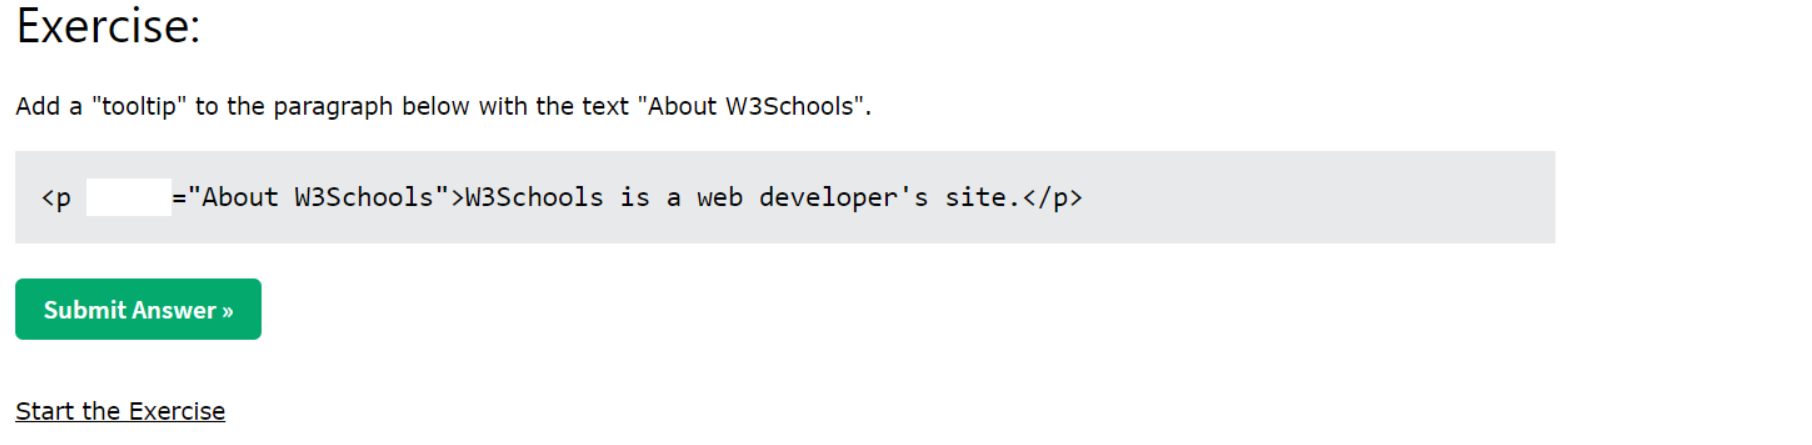 Exercise:
Add a "tooltip" to the paragraph below with the text "About W3Schools".
<p ="About W3Schools">W3Schools is a web developer's site.</p>
Submit Answer »
Start the Exercise